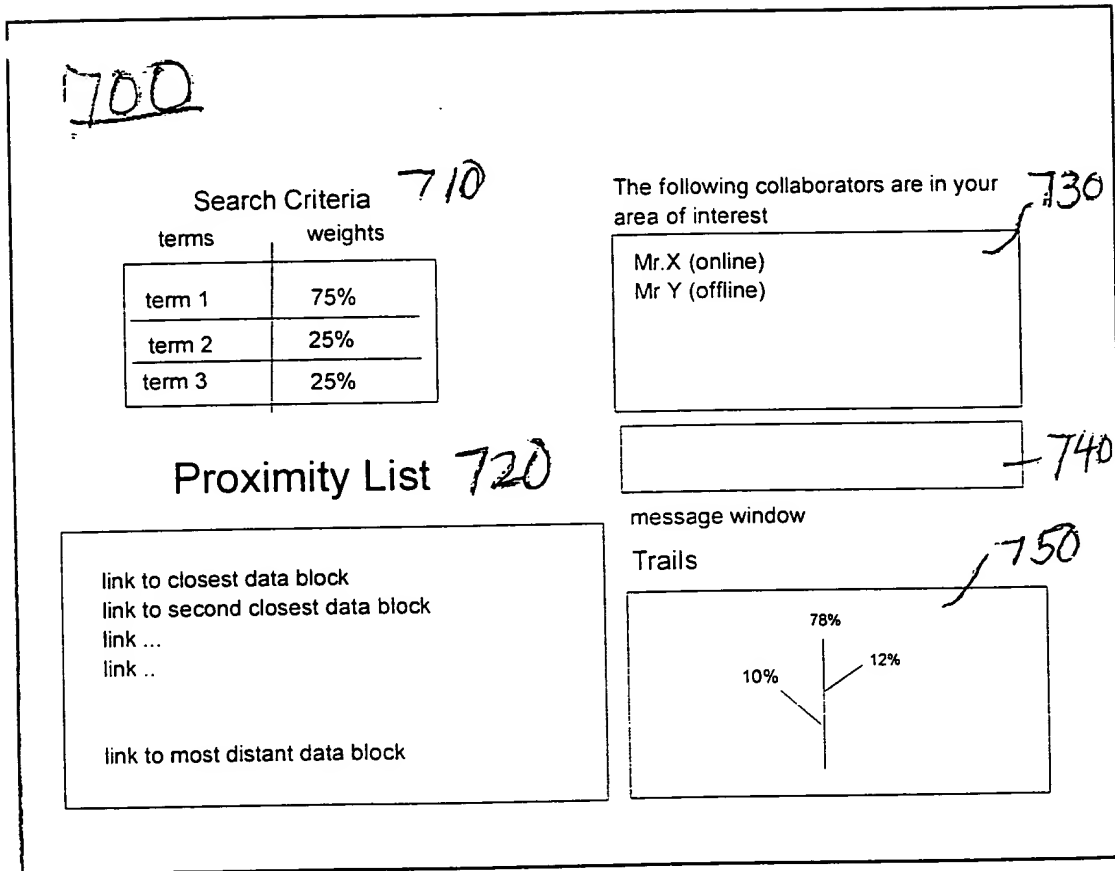 700
Search Criteria 710
terms weights
term 1 75%
term 2 25%
term 3 25%
Proximity List 720
link to closest data block
link to second closest data block
link ...
link ..
link to most distant data block
The following collaborators are in your 730
area of interest
Mr.X (online)
Mr Y (offline)
740
message window
Trails 750
78%
12%
10%